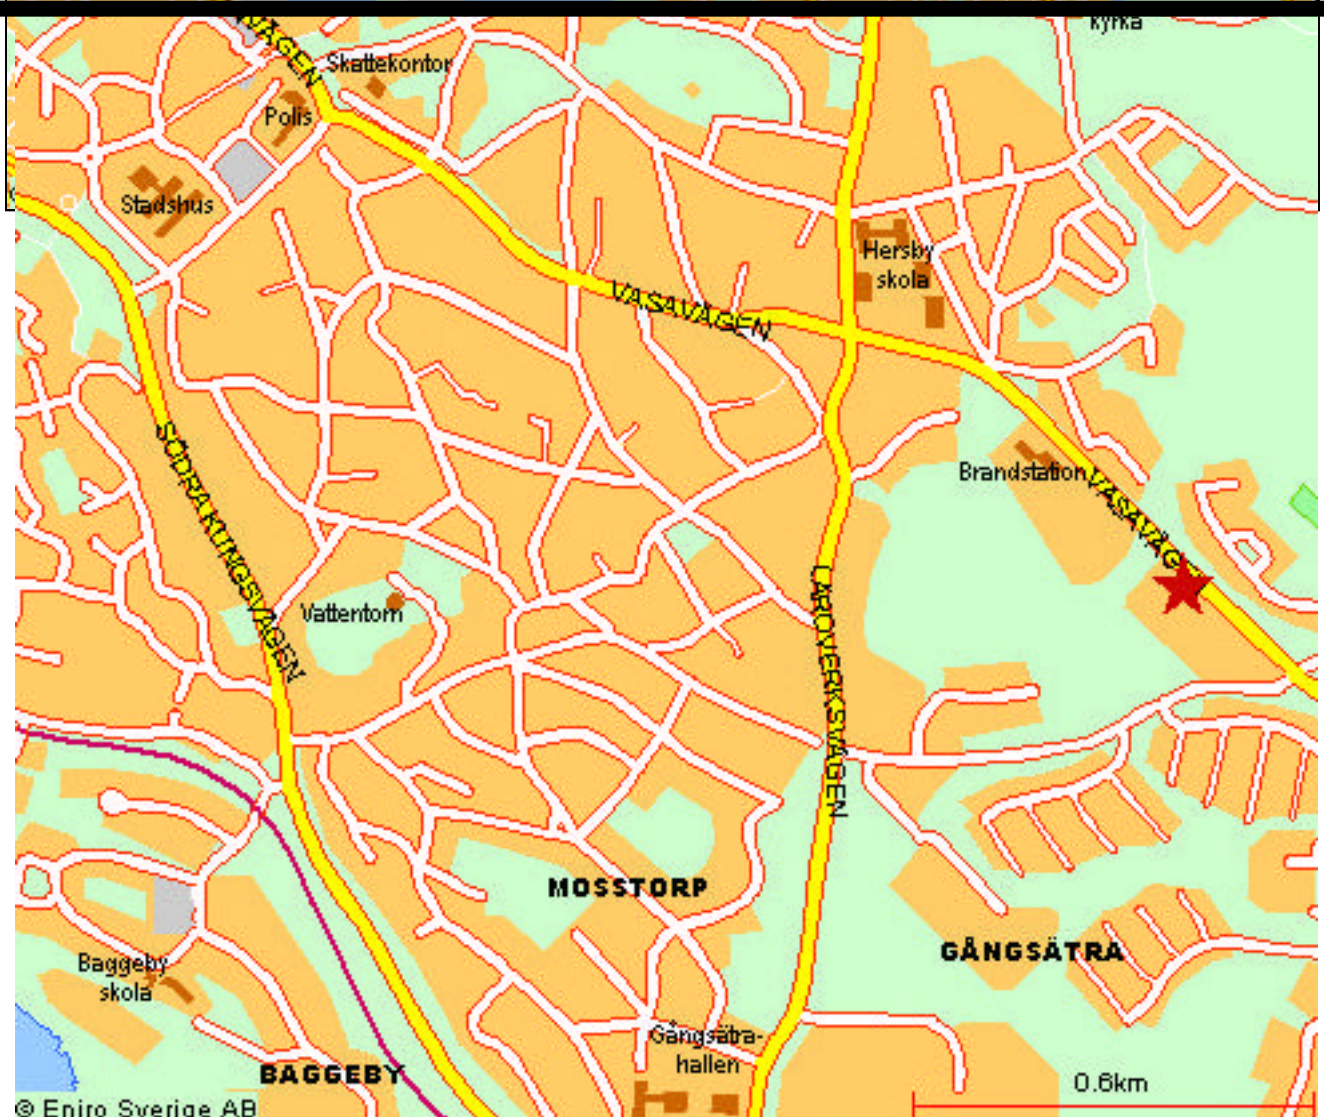 kyrka
VÄGEN
Skattekontor
Polis
Stadshus
Hersby
skola
VASAVÄGEN
SÖDRA KUNGSVÄGEN
Brandstation
VASAVÄG
Vattentorn
LARONERKSVÄGEN
MOSSTORP
GÅNGSÄTRA
Baggeby
skola
Gångsätra-
hallen
BAGGEBY
0.6km
© Eniro Sverige AB